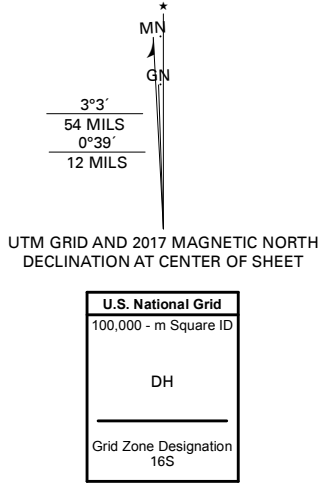 MN
GN
3°3´
54 MILS
0°39´
12 MILS
UTM GRID AND 2017 MAGNETIC NORTH
DECLINATION AT CENTER OF SHEET
U.S. National Grid
100,000 - m Square ID
DH
Grid Zone Designation
16S